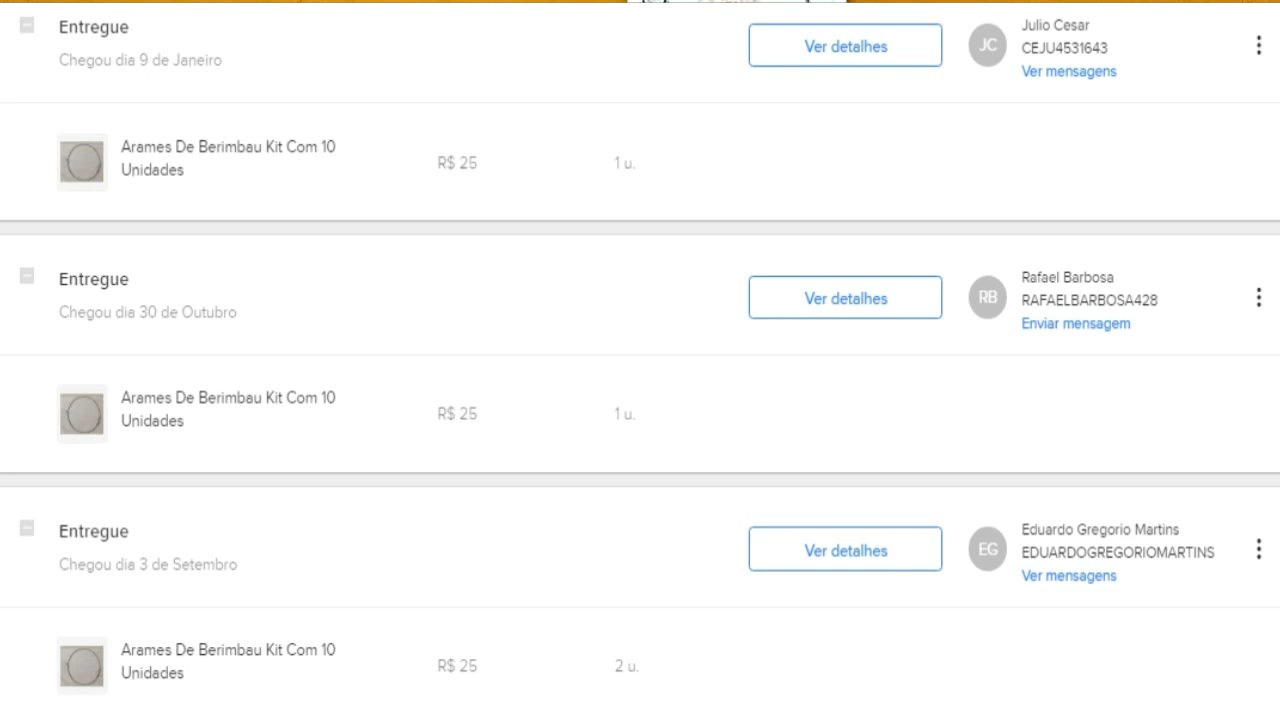 Entregue
Chegou dia 9 de Janeiro
Ver detalhes
JC
Julio Cesar
CEJU4531643
Ver mensagens
Arames De Berimbau Kit Com 10
Unidades
R$ 25
1 u.
Entregue
Chegou dia 30 de Outubro
Ver detalhes
RB
Rafael Barbosa
RAFAELBARBOSA428
Enviar mensagem
Arames De Berimbau Kit Com 10
Unidades
R$ 25
1 u.
Entregue
Chegou dia 3 de Setembro
Ver detalhes
EG
Eduardo Gregorio Martins
EDUARDOGREGORIOMARTINS
Ver mensagens
Arames De Berimbau Kit Com 10
Unidades
R$ 25
2 u.